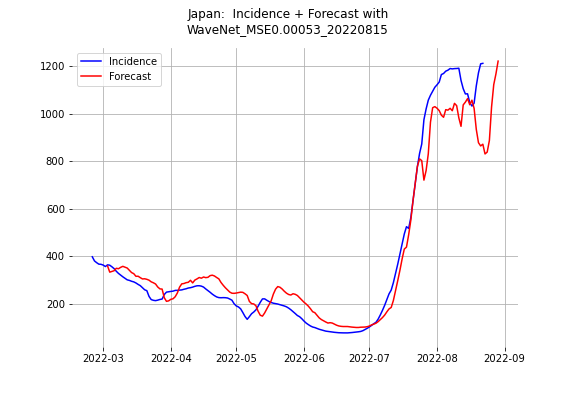 Japan:  Incidence + Forecast with
WaveNet_MSE0.00053_20220815
Incidence
Forecast
1200
1000
800
600
400
200
2022-03 2022-04 2022-05 2022-06 2022-07 2022-08 2022-09